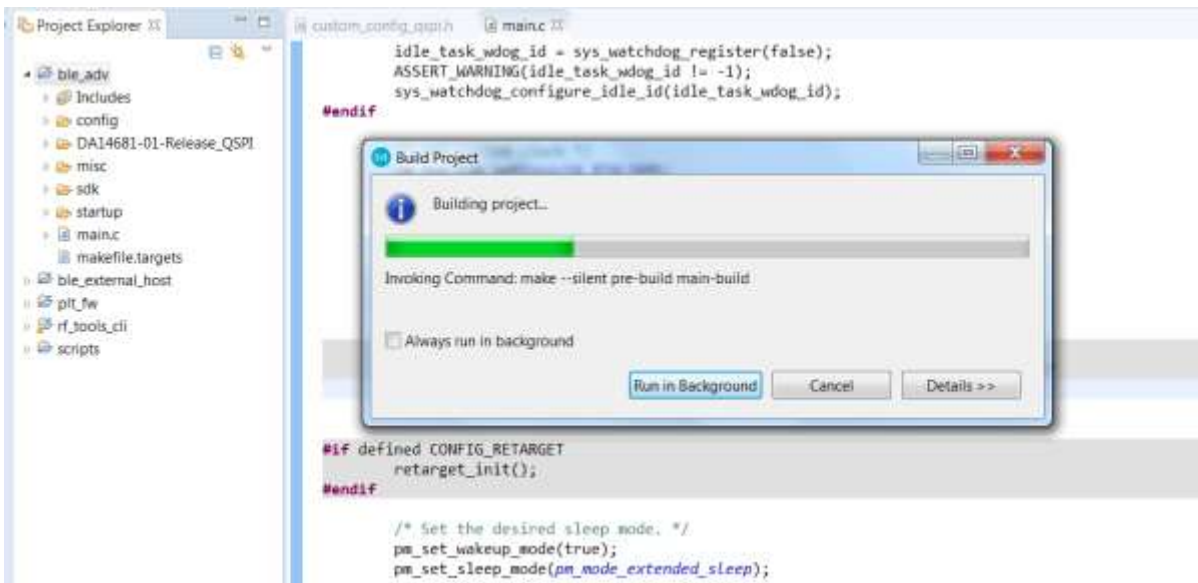 Project Explorer
custom_config_qspi.h
main.c
ble_adv
Includes
config
DA14681-01-Release_QSPI
misc
sdk
startup
main.c
makefile.targets
ble_external_host
plt_fw
rf_tools_cli
scripts
idle_task_wdog_id = sys_watchdog_register(false);
ASSERT_WARNING(idle_task_wdog_id != -1);
sys_watchdog_configure_idle_id(idle_task_wdog_id);
#endif
Build Project
Building project...
Invoking Command: make --silent pre-build main-build
Always run in background
Run in Background
Cancel
Details >>
#if defined CONFIG_RETARGET
retarget_init();
#endif
/* Set the desired sleep mode. */
pm_set_wakeup_mode(true);
pm_set_sleep_mode(pm_mode_extended_sleep);